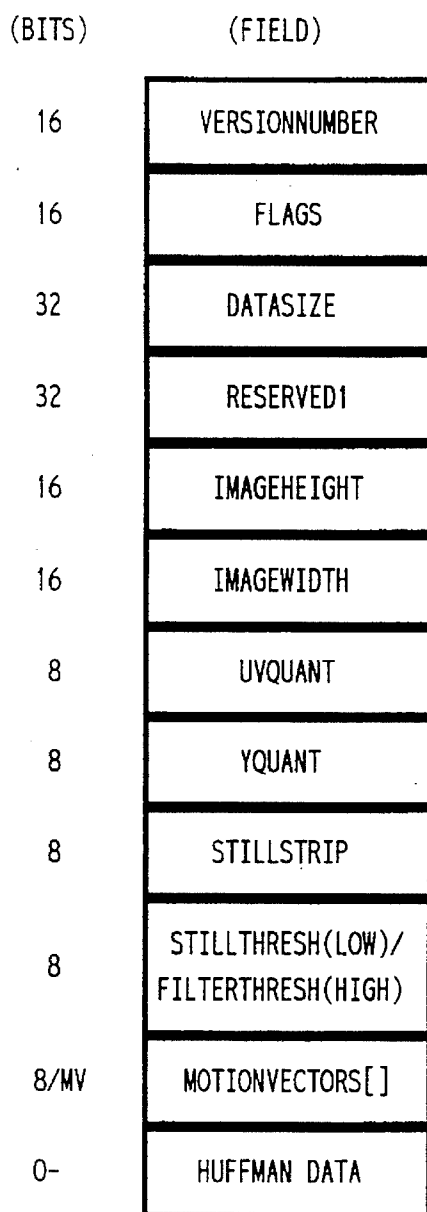 (BITS) (FIELD)
16 VERSIONNUMBER
16 FLAGS
32 DATASIZE
32 RESERVED1
16 IMAGEHEIGHT
16 IMAGEWIDTH
8 UVQUANT
8 YQUANT
8 STILLSTRIP
8 STILLTHRESH(LOW)/
FILTERTHRESH(HIGH)
8/MV MOTIONVECTORS[]
0- HUFFMAN DATA